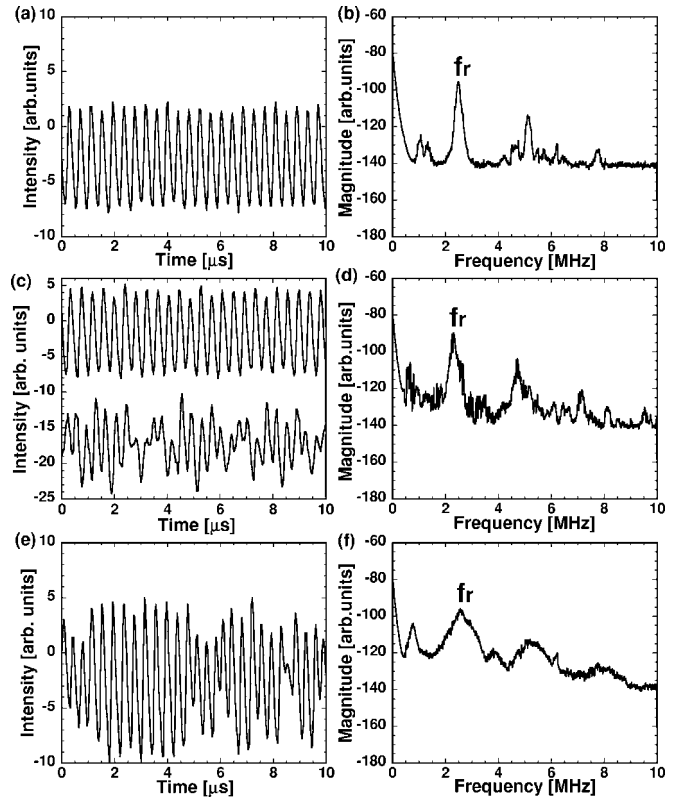 (a)
10
5
0
-5
-10
Intensity [arb.units]
0 2 4 6 8 10
Time [µs]
(b)
-60
-80
-100
-120
-140
-160
-180
Magnitude [arb.units]
fr
0 2 4 6 8 10
Frequency [MHz]
(c)
5
0
-5
-10
-15
-20
-25
Intensity [arb. units]
0 2 4 6 8 10
Time [µs]
(d)
-60
-80
-100
-120
-140
-160
-180
Magnitude [arb.units]
fr
0 2 4 6 8 10
Frequency [MHz]
(e)
10
5
0
-5
-10
Intensity [arb. units]
0 2 4 6 8 10
Time [µs]
(f)
-60
-80
-100
-120
-140
-160
-180
Magnitude [arb.units]
fr
0 2 4 6 8 10
Frequency [MHz]